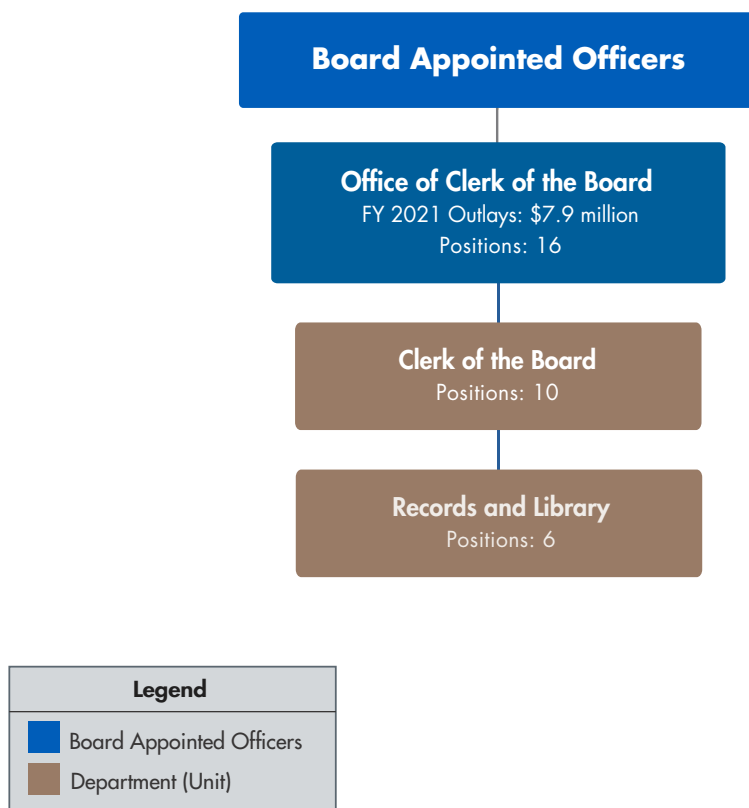 Board Appointed Officers
Office of Clerk of the Board
FY 2021 Outlays: $7.9 million
Positions: 16
Clerk of the Board
Positions: 10
Records and Library
Positions: 6
Legend
Board Appointed Officers
Department (Unit)